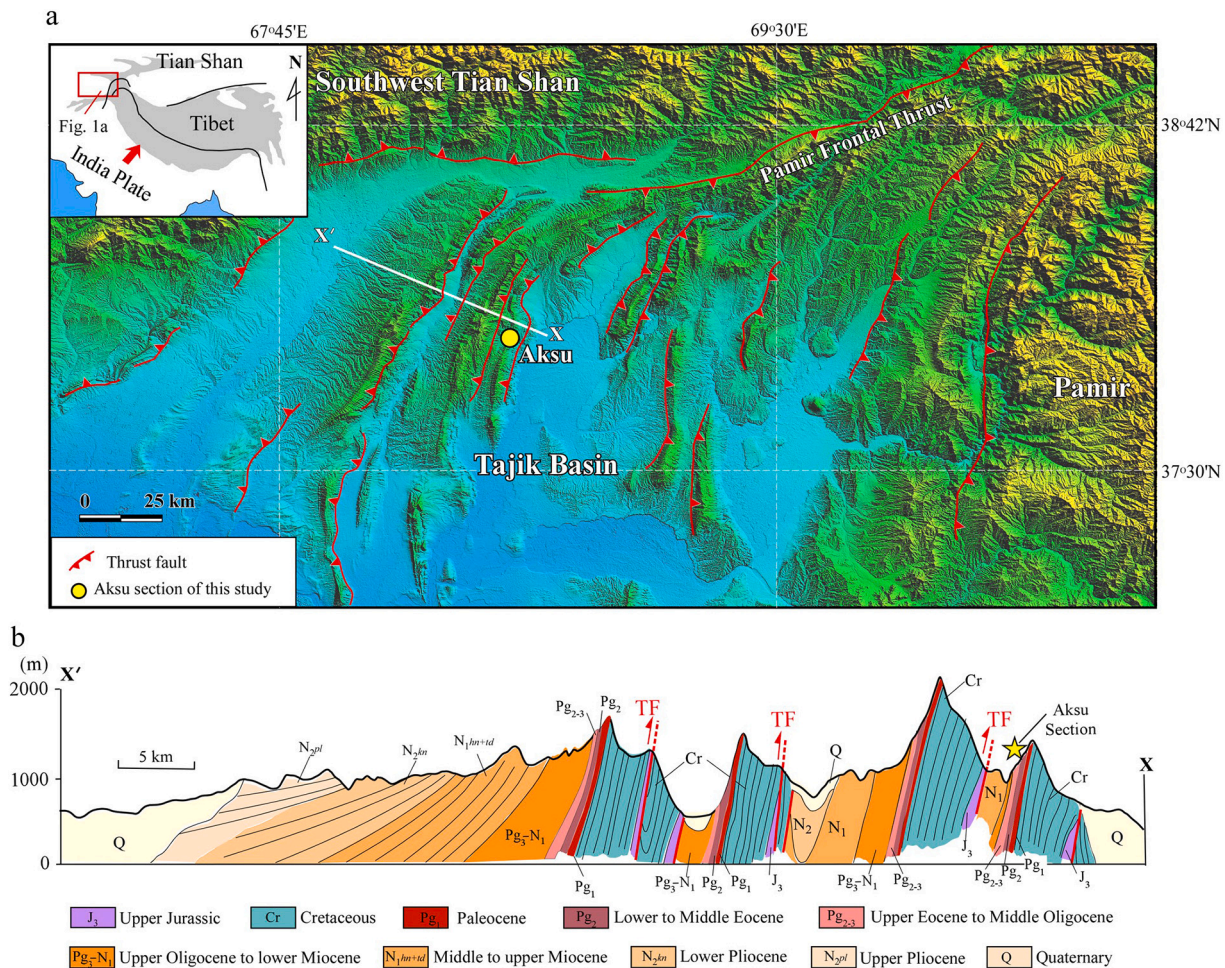 a
67°45'E
69°30'E
Tian Shan
N
Fig. 1a
Tibet
India Plate
Southwest Tian Shan
38°42'N
Pamir Frontal Thrust
X'
X
Aksu
Pamir
Tajik Basin
37°30'N
0 25 km
Thrust fault
Aksu section of this study
b
(m)
X'
2000
1000
0
5 km
Q
N2pl
N2kn
N1hn+td
Pg3-N1
Pg2-3
Pg2
Pg1
TF
Cr
Pg3-N1
Pg2
Pg1
TF
J3
Q
N2
N1
Pg3-N1
Pg2-3
Cr
TF
J3
N1
Aksu
Section
Pg2-3
Pg2
Pg1
Cr
J3
X
Q
J3 Upper Jurassic
Cr Cretaceous
Pg1 Paleocene
Pg2 Lower to Middle Eocene
Pg2-3 Upper Eocene to Middle Oligocene
Pg3-N1 Upper Oligocene to lower Miocene
N1hn+td Middle to upper Miocene
N2kn Lower Pliocene
N2pl Upper Pliocene
Q Quaternary